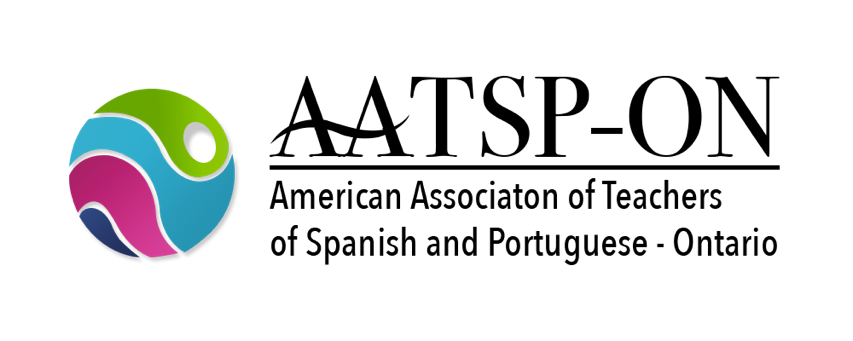 AATSP-ON
American Associaton of Teachers
of Spanish and Portuguese - Ontario